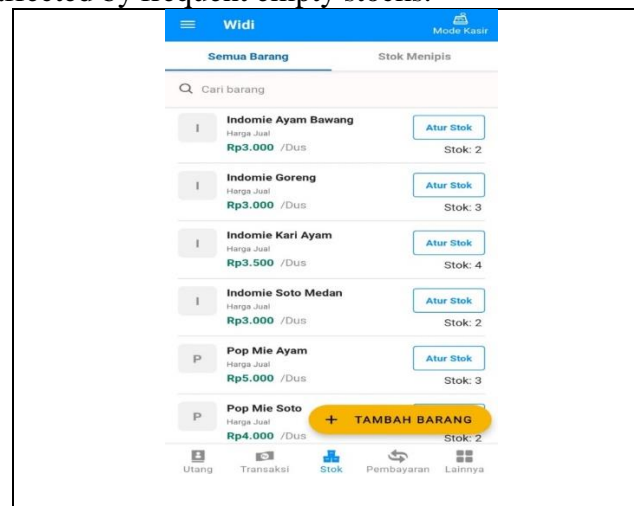 affected by frequent empty stocks.
Widi
Mode Kasir
Semua Barang Stok Menipis
Cari barang
I
Indomie Ayam Bawang
Harga Jual
Rp3.000 /Dus
Atur Stok
Stok: 2
I
Indomie Goreng
Harga Jual
Rp3.000 /Dus
Atur Stok
Stok: 3
I
Indomie Kari Ayam
Harga Jual
Rp3.500 /Dus
Atur Stok
Stok: 4
I
Indomie Soto Medan
Harga Jual
Rp3.000 /Dus
Atur Stok
Stok: 2
P
Pop Mie Ayam
Harga Jual
Rp5.000 /Dus
Atur Stok
Stok: 3
P
Pop Mie Soto
Harga Jual
Rp4.000 /Dus
Stok: 2
+ TAMBAH BARANG
Utang Transaksi Stok Pembayaran Lainnya